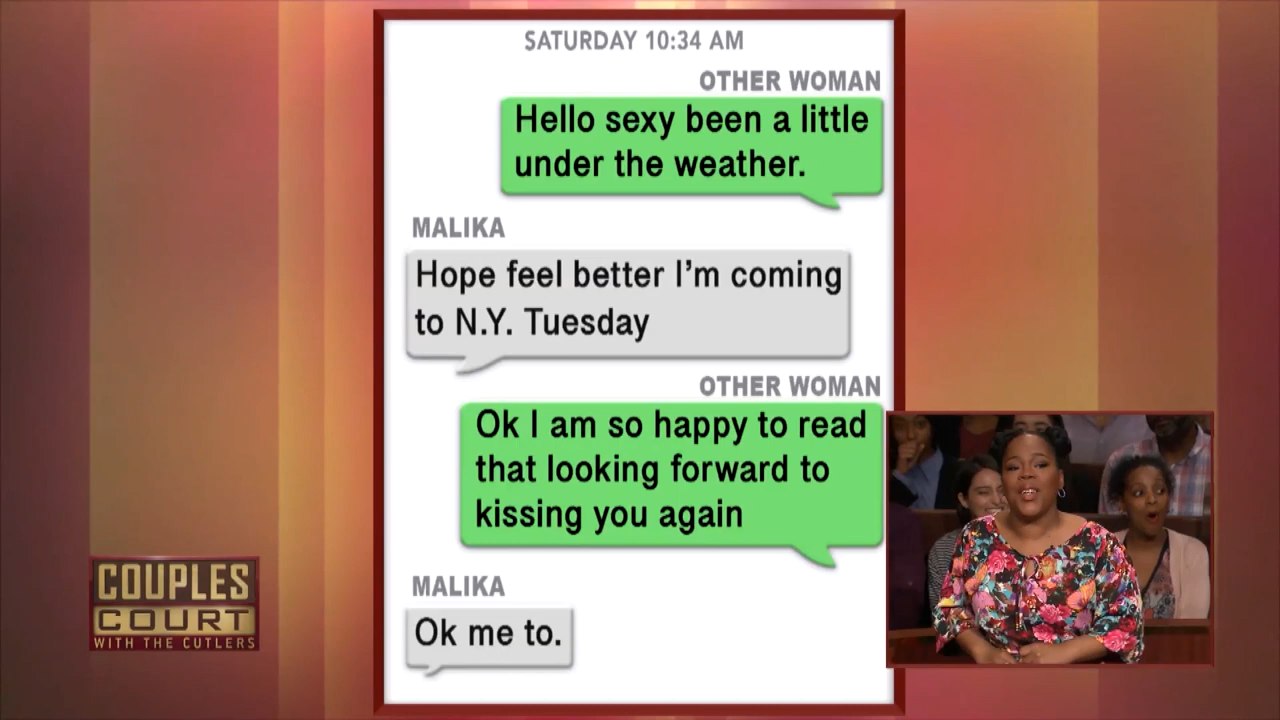 SATURDAY 10:34 AM
OTHER WOMAN
Hello sexy been a little
under the weather.
MALIKA
Hope feel better I'm coming
to N.Y. Tuesday
OTHER WOMAN
Ok I am so happy to read
that looking forward to
kissing you again
MALIKA
Ok me to.
COUPLES
COURT
WITH THE CUTLERS